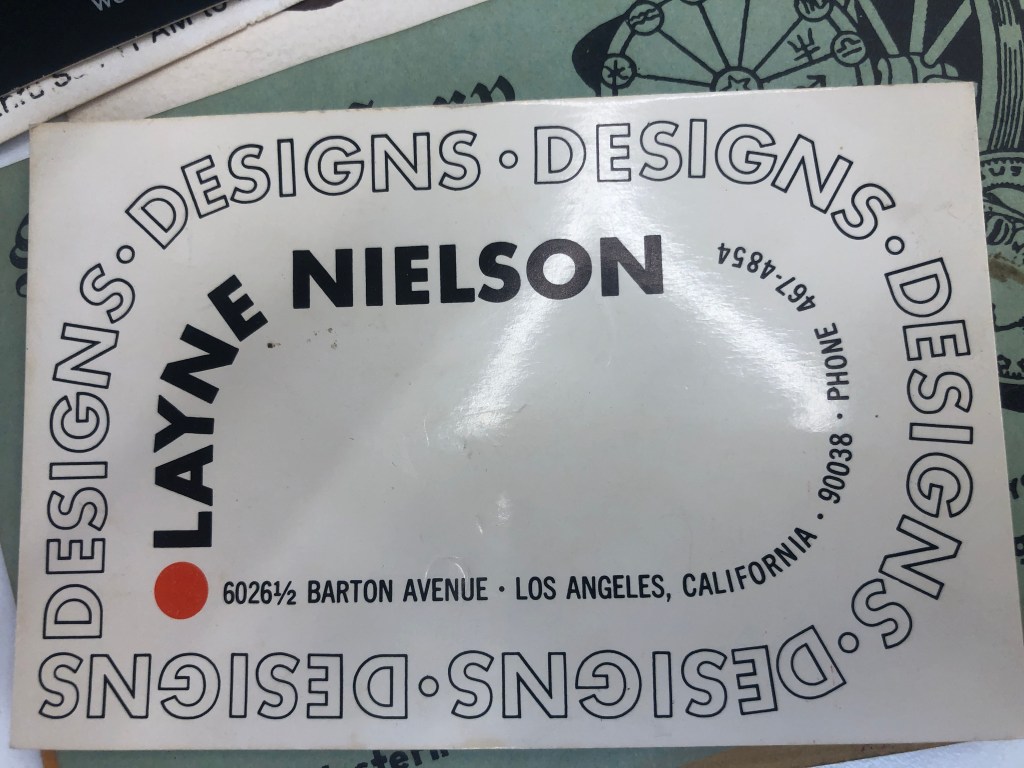 DESIGNS · DESIGNS · DESIGNS · DESIGNS · DESIGNS · DESIGNS
LAYNE NIELSON
6026½ BARTON AVENUE · LOS ANGELES, CALIFORNIA · 90038 · PHONE 467-4854